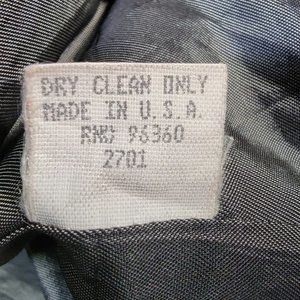 DRY CLEAN ONLY
MADE IN U.S.A.
RN# 96360
2701